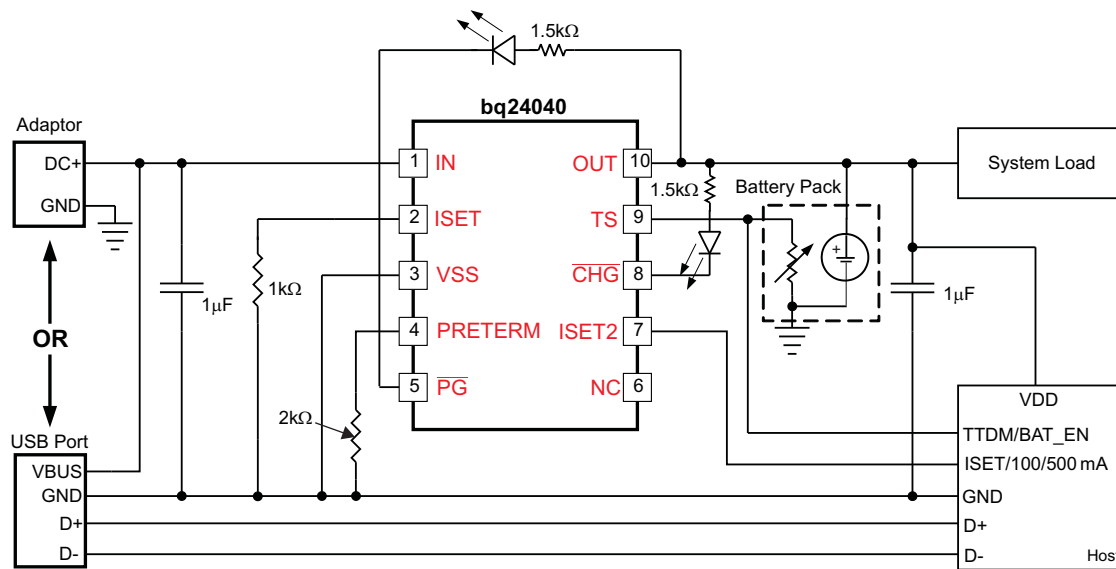 1.5kΩ
bq24040
Adaptor
DC+
GND
OR
USB Port
VBUS
GND
D+
D-
1μF
1kΩ
2kΩ
1 IN
2 ISET
3 VSS
4 PRETERM
5 PG
OUT 10
TS 9
CHG 8
ISET2 7
NC 6
1.5kΩ
Battery Pack
+
1μF
System Load
VDD
TTDM/BAT_EN
ISET/100/500 mA
GND
D+
D-
Host